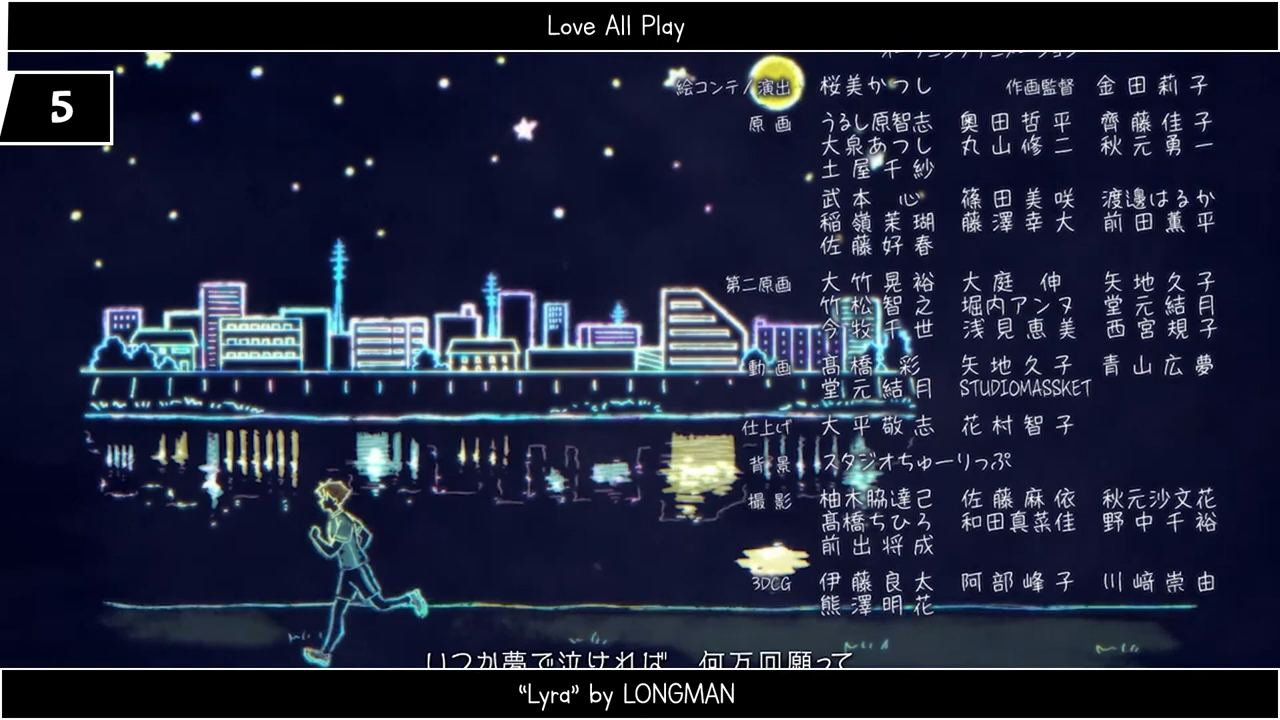 Love All Play
5
絵コンテ/演出 桜美かつし 作画監督 金田莉子
原画 うるし原智志 奥田哲平 齊藤佳子
大泉あつし 丸山修二 秋元勇一
土屋千紗
武本心 篠田美咲 渡邊はるか
稲嶺茉瑚 藤澤幸大 前田薫平
佐藤好春
第二原画 大竹晃裕 大庭伸 矢地久子
竹松智之 堀内アンヌ 堂元結月
今牧千世 浅見恵美 西宮規子
動画 髙橋彩 矢地久子 青山広夢
堂元結月 STUDIOMASSKET
仕上げ 大平敬志 花村智子
背景 スタジオちゅーりっぷ
撮影 柚木脇達己 佐藤麻依 秋元沙文花
髙橋ちひろ 和田真菜佳 野中千裕
前出将成
3DCG 伊藤良太 阿部峰子 川﨑崇由
熊澤明花
いつか夢で泣ければ 何万回願って
“Lyra” by LONGMAN